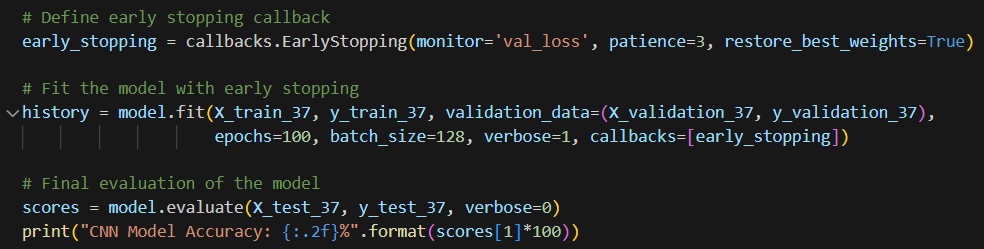 # Define early stopping callback
early_stopping = callbacks.EarlyStopping(monitor='val_loss', patience=3, restore_best_weights=True)
# Fit the model with early stopping
history = model.fit(X_train_37, y_train_37, validation_data=(X_validation_37, y_validation_37),
epochs=100, batch_size=128, verbose=1, callbacks=[early_stopping])
# Final evaluation of the model
scores = model.evaluate(X_test_37, y_test_37, verbose=0)
print("CNN Model Accuracy: {:.2f}%".format(scores[1]*100))